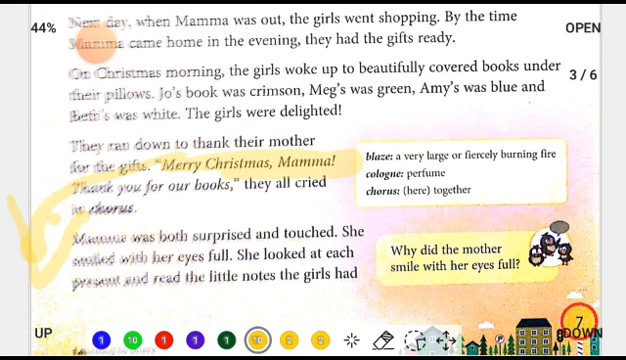 44%
OPEN
3 / 6
New day, when Mamma was out, the girls went shopping. By the time
Mamma came home in the evening, they had the gifts ready.
On Christmas morning, the girls woke up to beautifully covered books under
their pillows. Jo's book was crimson, Meg's was green, Amy's was blue and
Beth's was white. The girls were delighted!
They ran down to thank their mother
for the gifts. "Merry Christmas, Mamma!
Thank you for our books," they all cried
in chorus.
blaze: a very large or fiercely burning fire
cologne: perfume
chorus: (here) together
Mamma was both surprised and touched. She
smiled with her eyes full. She looked at each
present and read the little notes the girls had
Why did the mother
smile with her eyes full?
7
UP
1
10
1
1
1
10
2
2
DOWN